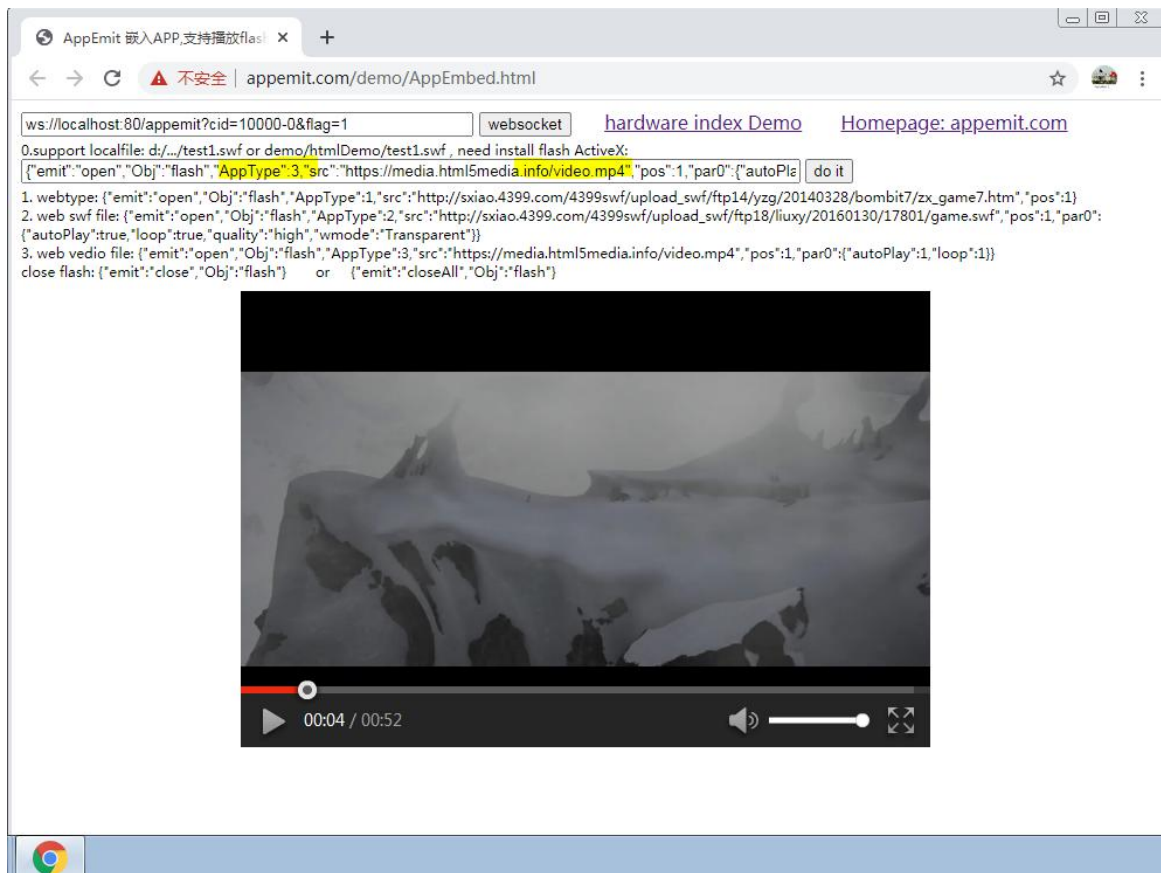 AppEmit 嵌入APP,支持播放flas
不安全 | appemit.com/demo/AppEmbed.html
ws://localhost:80/appemit?cid=10000-0&flag=1 websocket hardware index Demo Homepage: appemit.com
0.support localfile: d:/.../test1.swf or demo/htmlDemo/test1.swf , need install flash ActiveX:
{"emit":"open","Obj":"flash","AppType":3,"src":"https://media.html5media.info/video.mp4","pos":1,"par0":{"autoPla do it
1. webtype: {"emit":"open","Obj":"flash","AppType":1,"src":"http://sxiao.4399.com/4399swf/upload_swf/ftp14/yzg/20140328/bombit7/zx_game7.htm","pos":1}
2. web swf file: {"emit":"open","Obj":"flash","AppType":2,"src":"http://sxiao.4399.com/4399swf/upload_swf/ftp18/liuxy/20160130/17801/game.swf","pos":1,"par0":
{"autoPlay":true,"loop":true,"quality":"high","wmode":"Transparent"}}
3. web vedio file: {"emit":"open","Obj":"flash","AppType":3,"src":"https://media.html5media.info/video.mp4","pos":1,"par0":{"autoPlay":1,"loop":1}}
close flash: {"emit":"close","Obj":"flash"} or {"emit":"closeAll","Obj":"flash"}
00:04 / 00:52